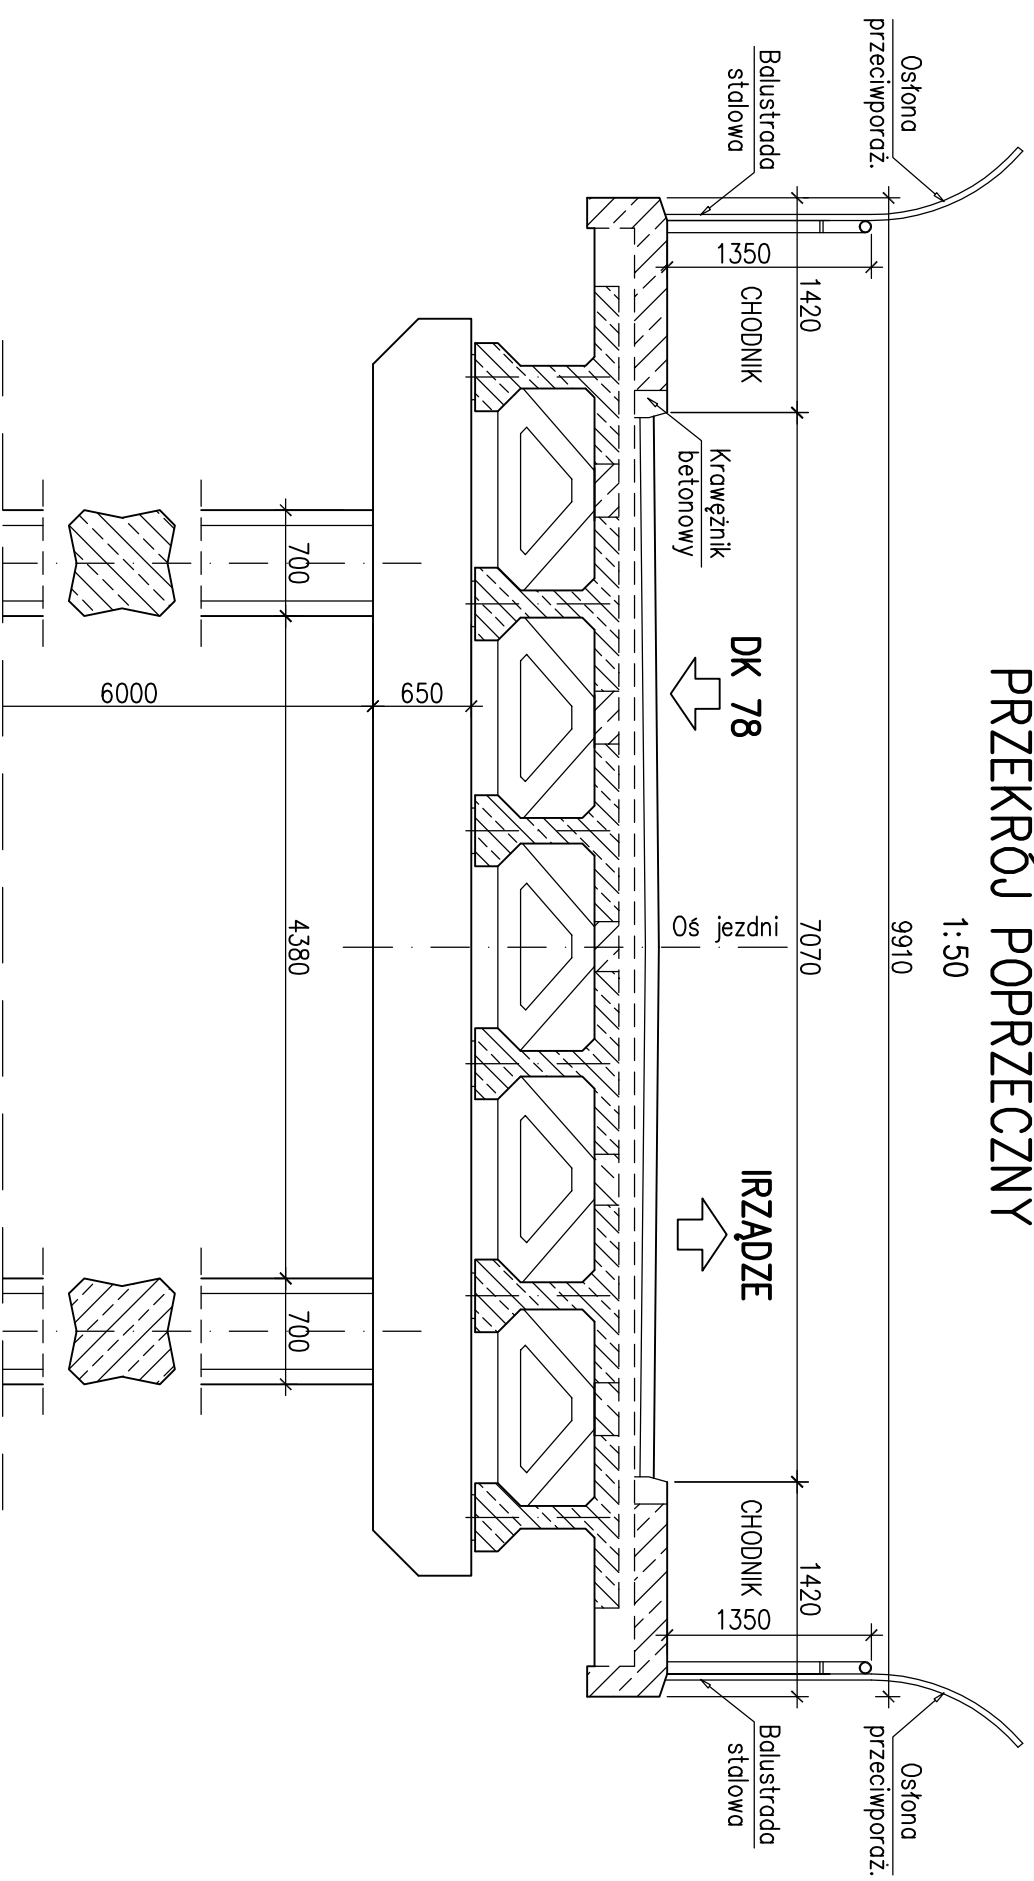 PRZEKRÓJ POPRZECZNY
1:50
9910
Osłona
przeciwporaż.
Osłona
przeciwporaż.
1420
7070
1420
Balustrada
stalowa
1350
CHODNIK
DK 78
Oś jezdni
IRZĄDZE
CHODNIK
1350
Balustrada
stalowa
Krawężnik
betonowy
650
700
4380
700
6000